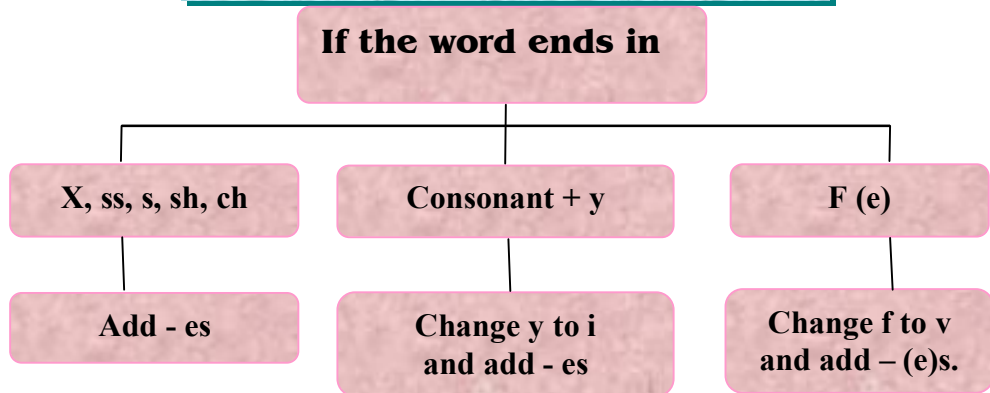 If the word ends in
X, ss, s, sh, ch
Consonant + y
F (e)
Add - es
Change y to i
and add - es
Change f to v
and add – (e)s.